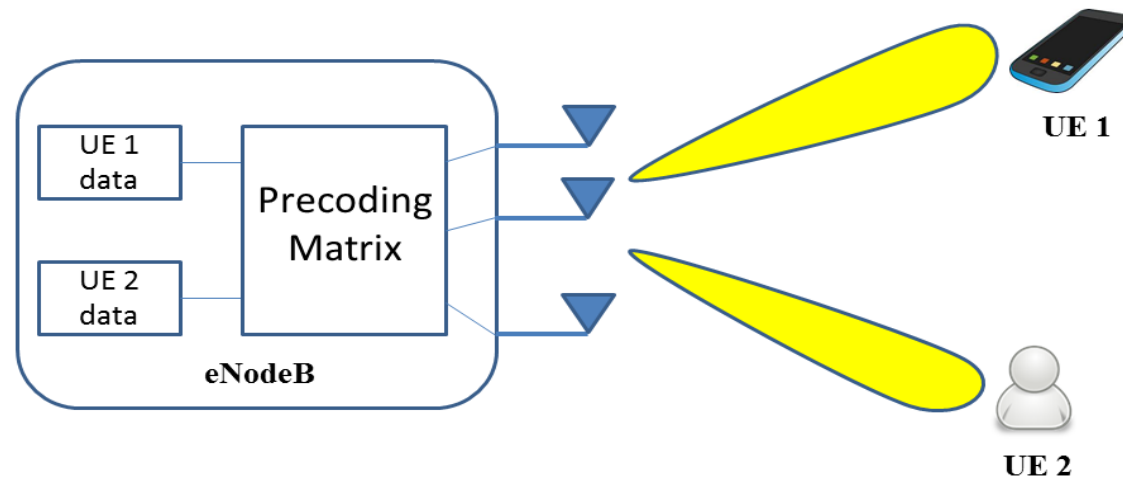 UE 1
data
UE 2
data
Precoding
Matrix
eNodeB
UE 1
UE 2